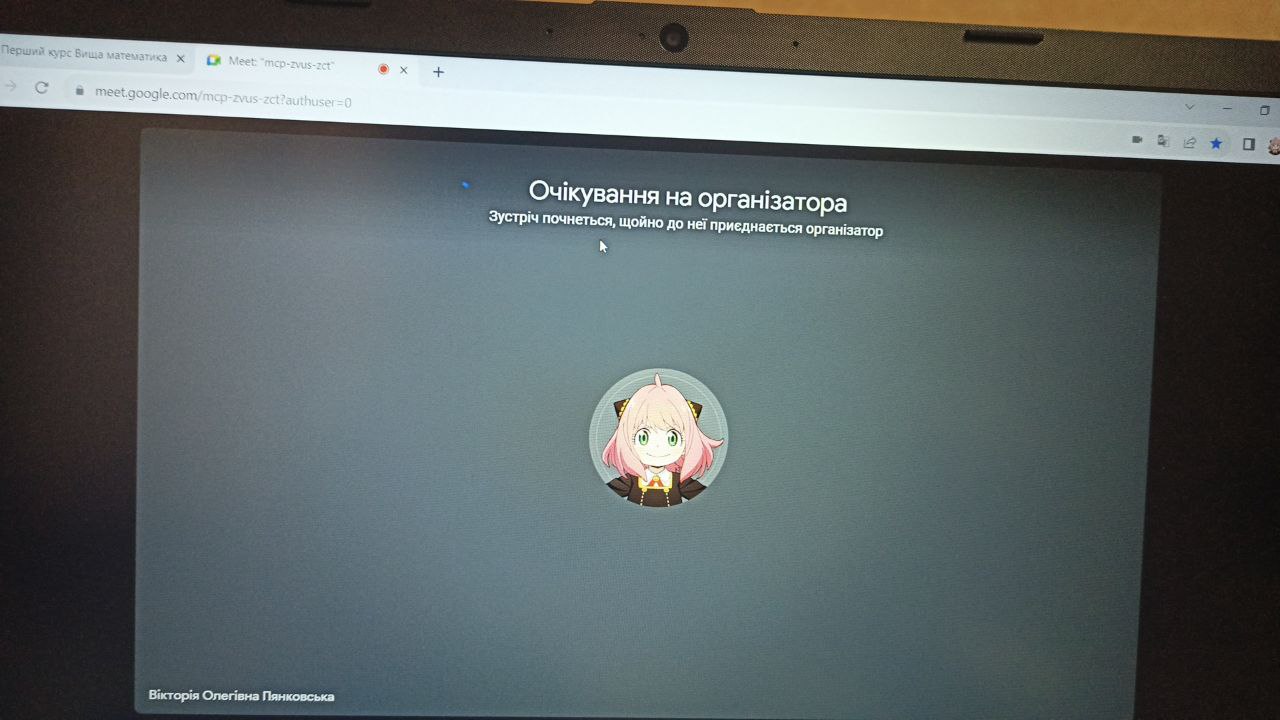 Перший курс Вища математика
Meet: "mcp-zvus-zct"
meet.google.com/mcp-zvus-zct?authuser=0
Очікування на організатора
Зустріч почнеться, щойно до неї приєднається організатор
Вікторія Олегівна Пянковська